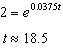 2 = e^0.0375t
t ≈ 18.5